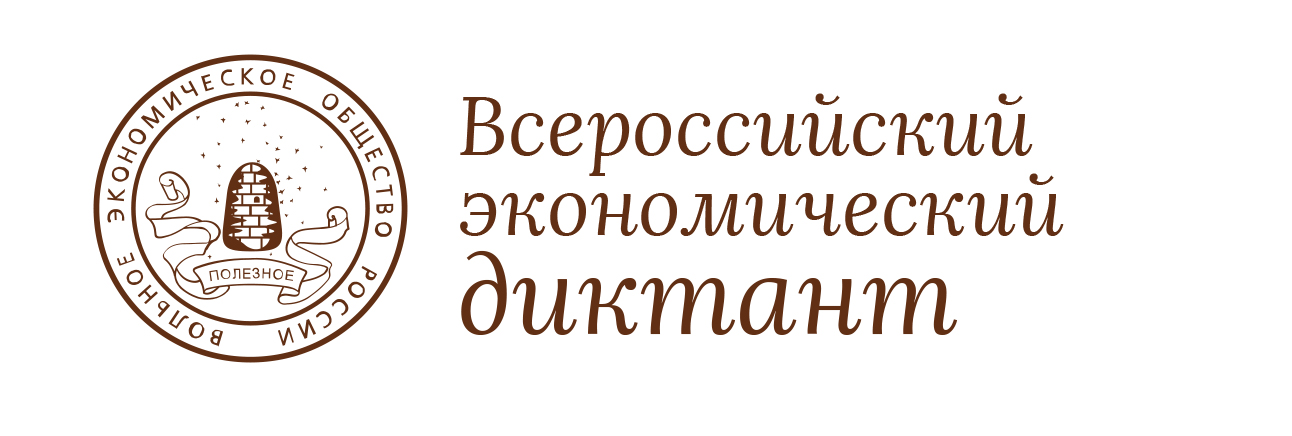 ВОЛЬНОЕ ЭКОНОМИЧЕСКОЕ ОБЩЕСТВО РОССИИ
ПОЛЕЗНОЕ
Всероссийский
экономический
диктант